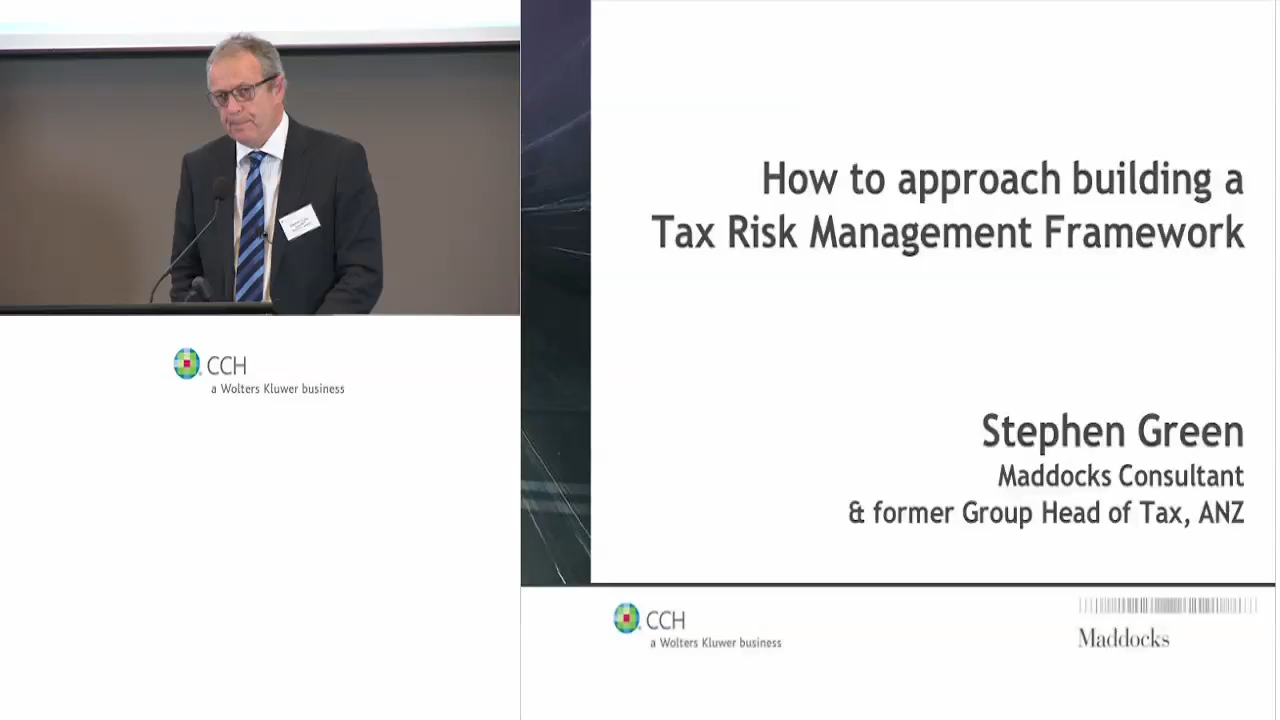 CCH
a Wolters Kluwer business
How to approach building a
Tax Risk Management Framework
Stephen Green
Maddocks Consultant
& former Group Head of Tax, ANZ
CCH
a Wolters Kluwer business
Maddocks